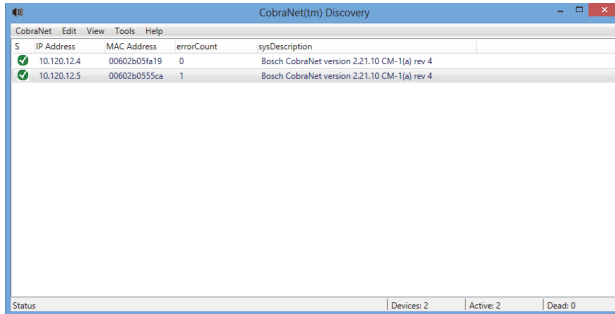 CobraNet(tm) Discovery
CobraNet Edit View Tools Help
S IP Address MAC Address errorCount sysDescription
10.120.12.4 00602b05fa19 0 Bosch CobraNet version 2.21.10 CM-1(a) rev 4
10.120.12.5 00602b0555ca 1 Bosch CobraNet version 2.21.10 CM-1(a) rev 4
Status Devices: 2 Active: 2 Dead: 0